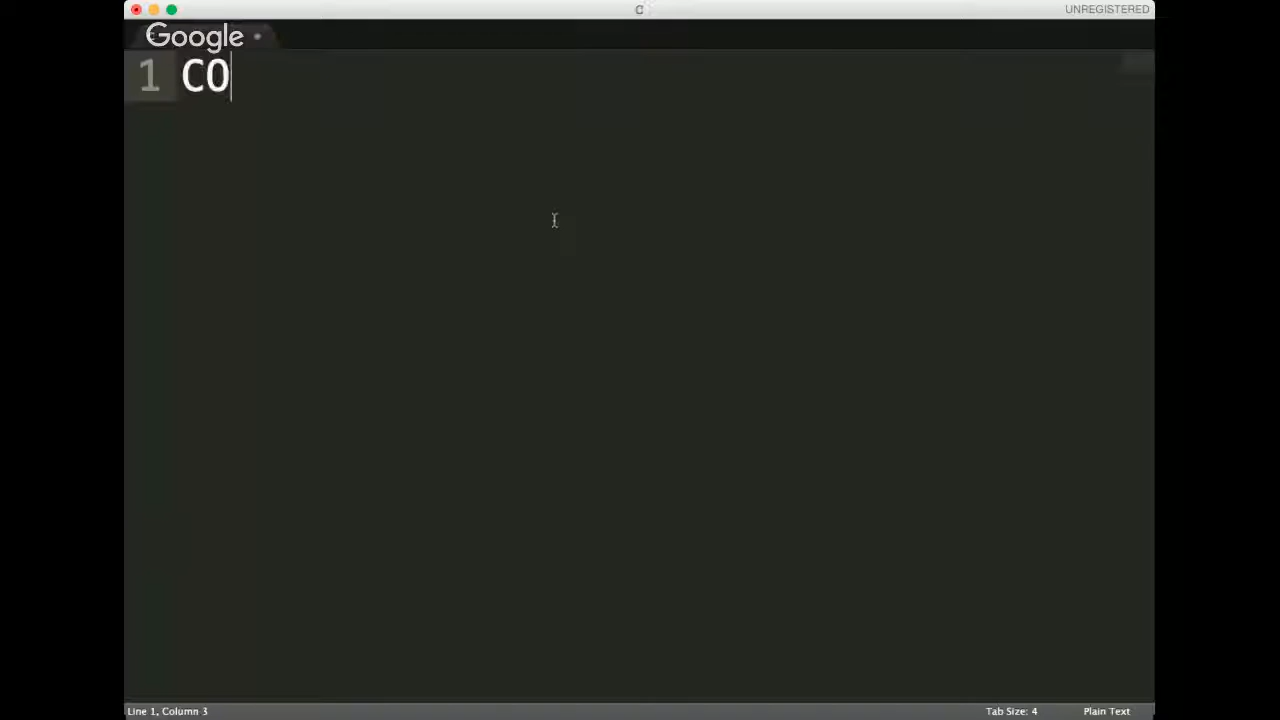 C
UNREGISTERED
Google
1 CO
Line 1, Column 3
Tab Size: 4
Plain Text